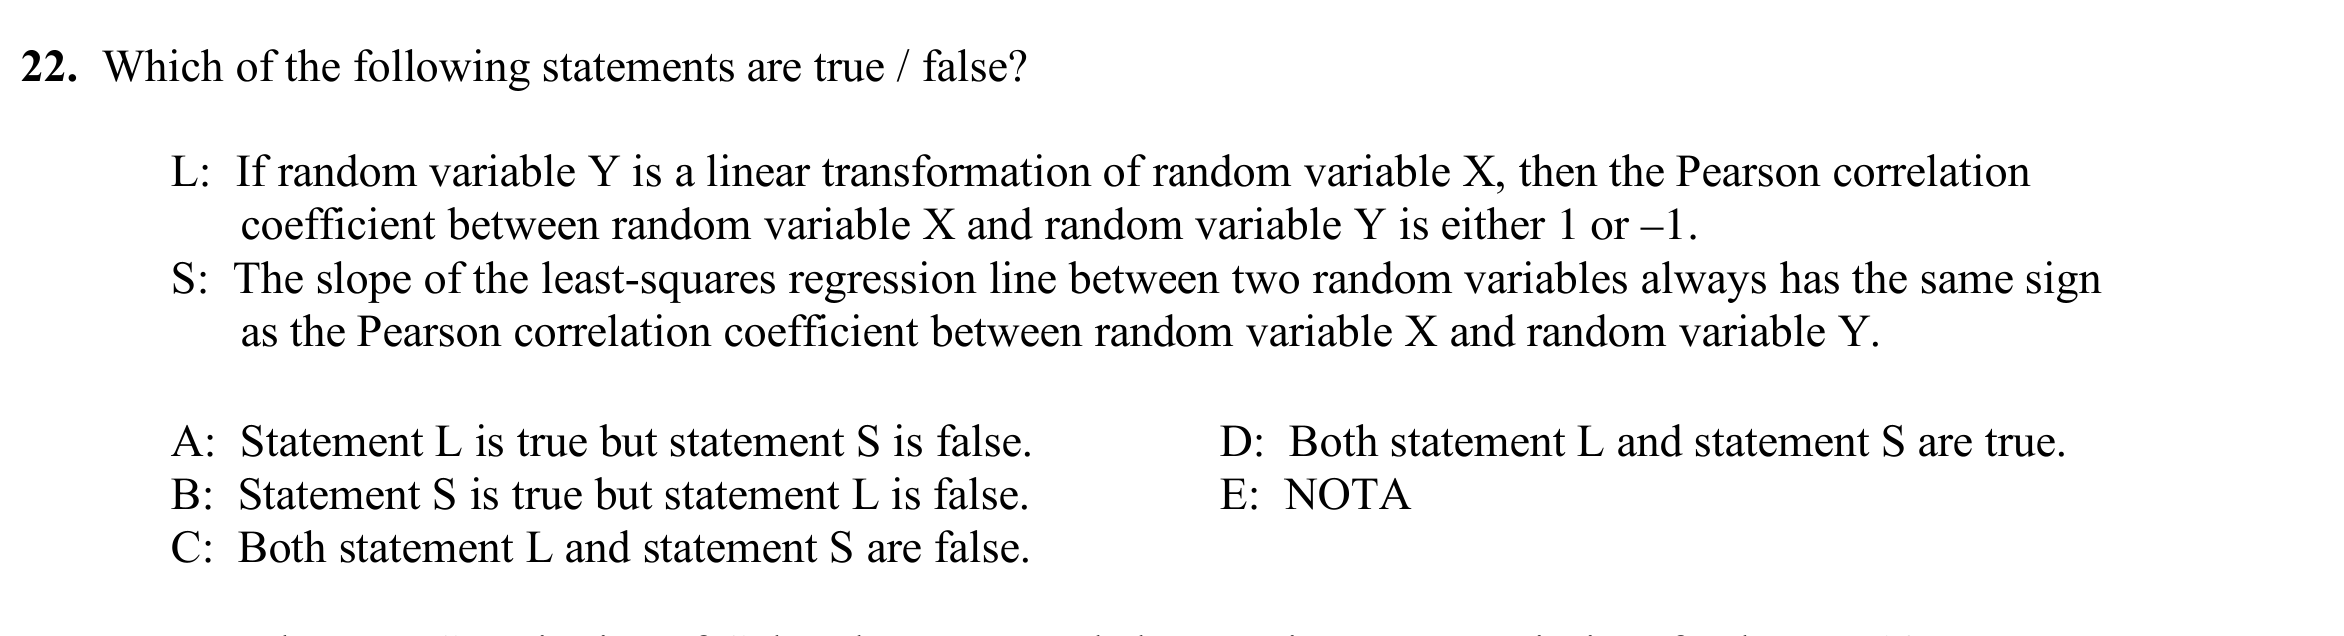 22. Which of the following statements are true / false?
L: If random variable Y is a linear transformation of random variable X, then the Pearson correlation
coefficient between random variable X and random variable Y is either 1 or –1.
S: The slope of the least-squares regression line between two random variables always has the same sign
as the Pearson correlation coefficient between random variable X and random variable Y.
A: Statement L is true but statement S is false.
B: Statement S is true but statement L is false.
C: Both statement L and statement S are false.
D: Both statement L and statement S are true.
E: NOTA